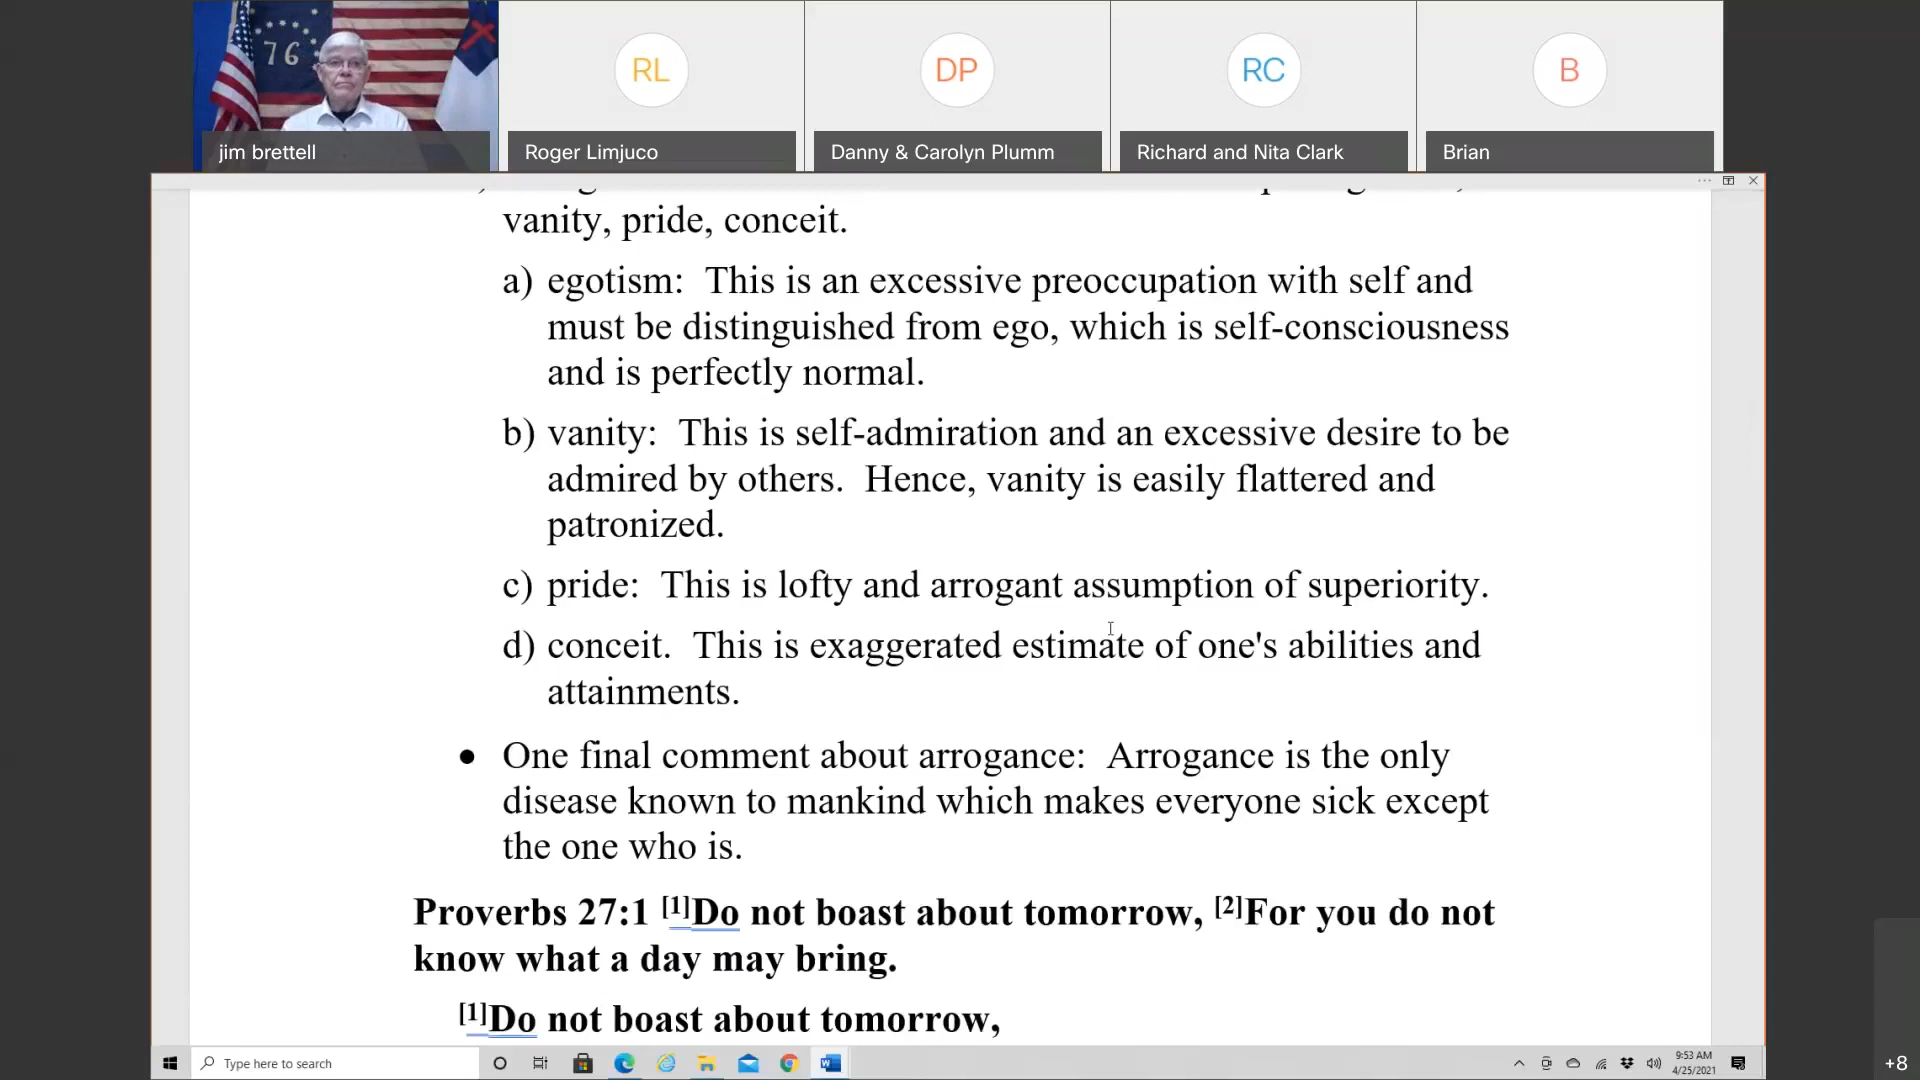 76
RL
DP
RC
B
jim brettell
Roger Limjuco
Danny & Carolyn Plumm
Richard and Nita Clark
Brian
vanity, pride, conceit.
a) egotism: This is an excessive preoccupation with self and
must be distinguished from ego, which is self-consciousness
and is perfectly normal.
b) vanity: This is self-admiration and an excessive desire to be
admired by others. Hence, vanity is easily flattered and
patronized.
c) pride: This is lofty and arrogant assumption of superiority.
d) conceit. This is exaggerated estimate of one's abilities and
attainments.
• One final comment about arrogance: Arrogance is the only
disease known to mankind which makes everyone sick except
the one who is.
Proverbs 27:1 [1]Do not boast about tomorrow, [2]For you do not
know what a day may bring.
[1]Do not boast about tomorrow,
Type here to search
9:53 AM
4/25/2021
+8